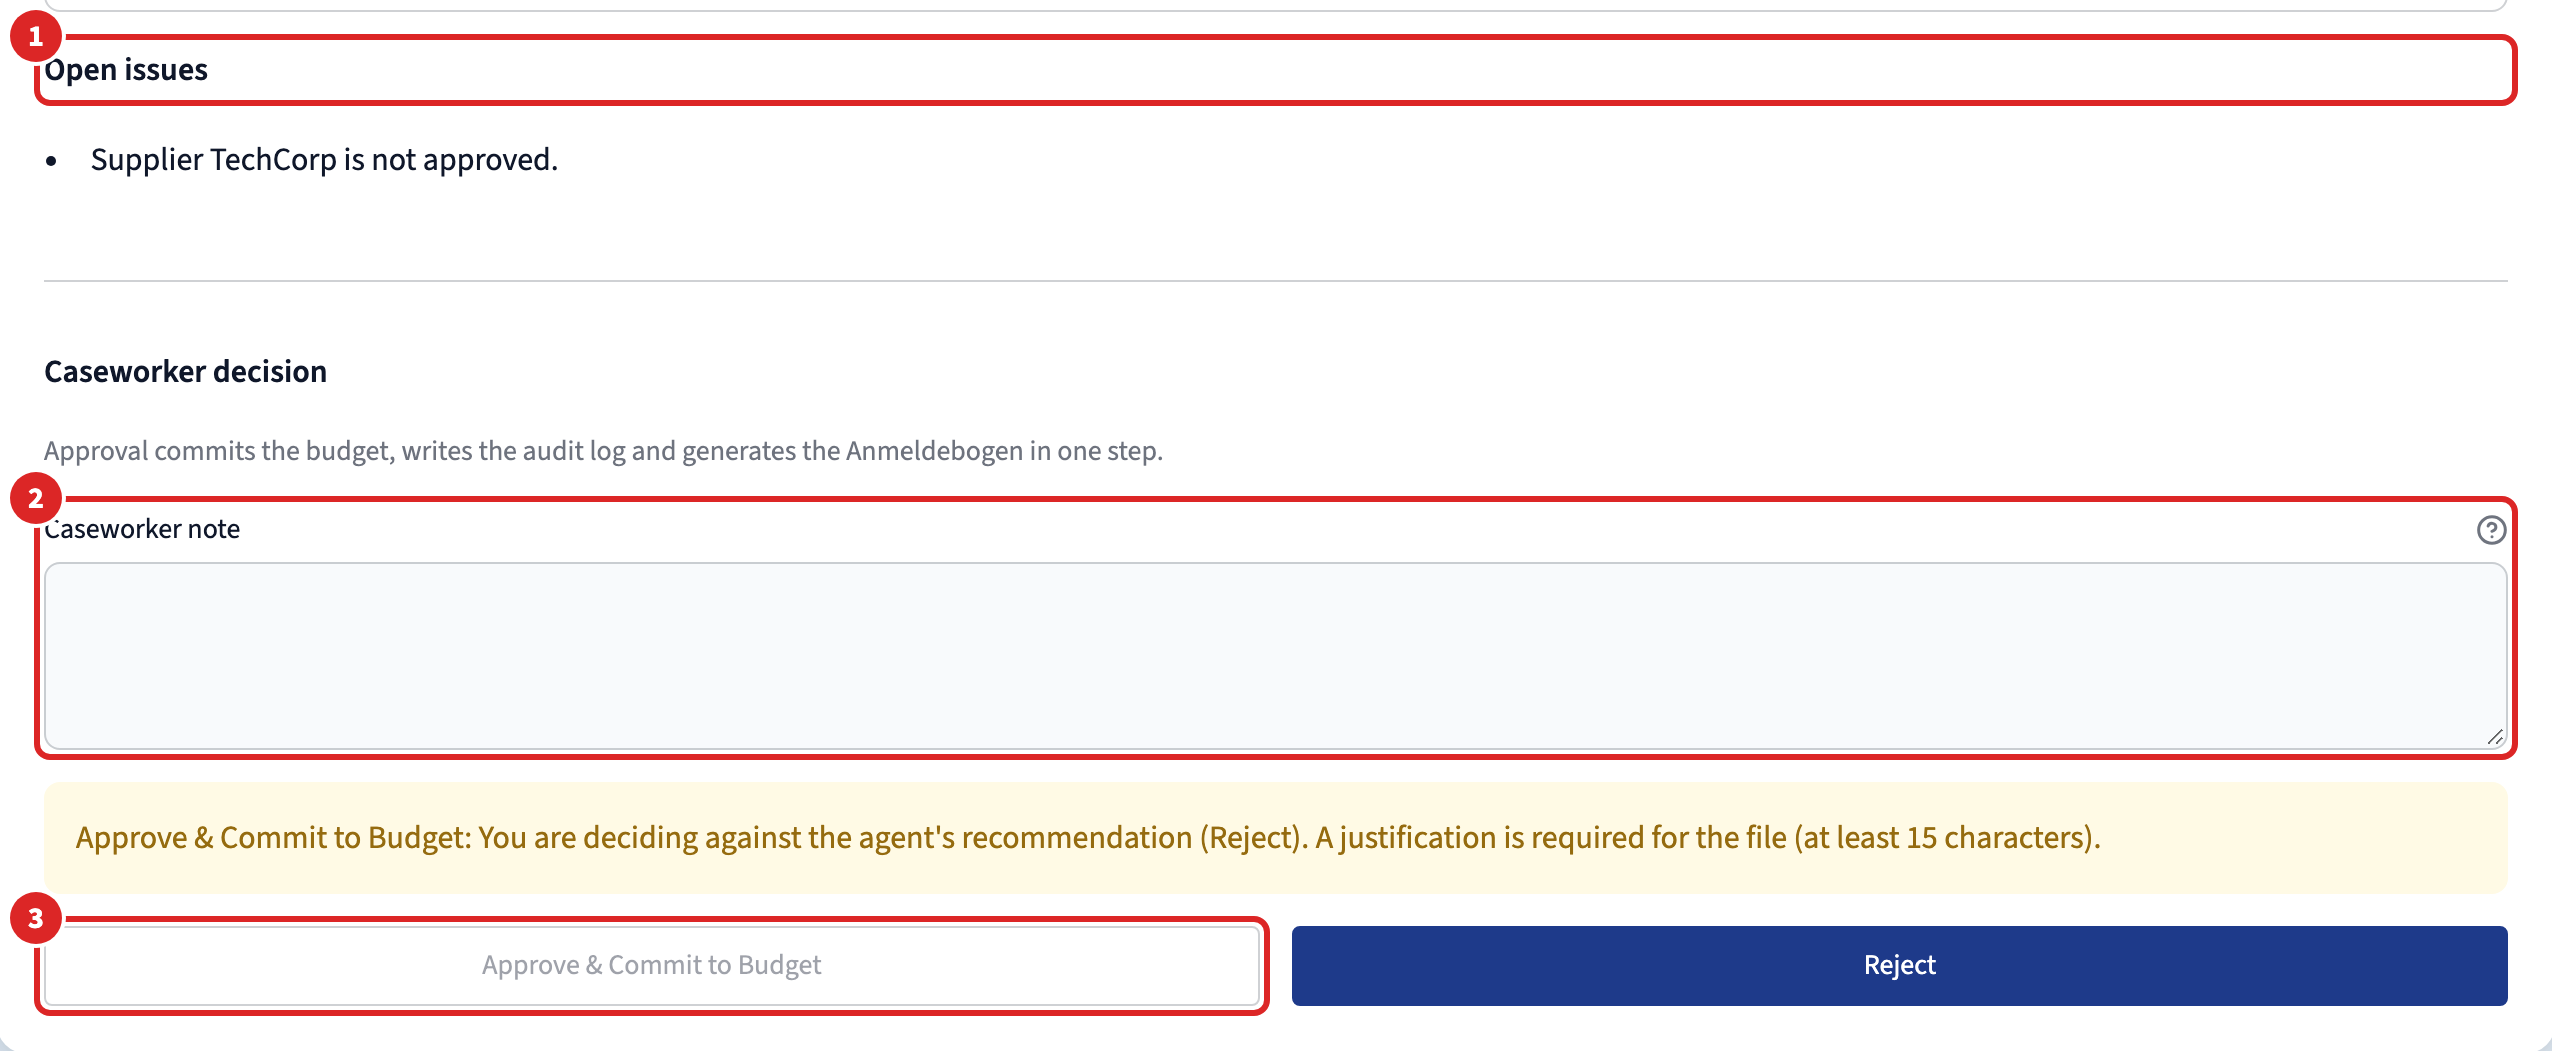 1
Open issues
• Supplier TechCorp is not approved.
Caseworker decision
Approval commits the budget, writes the audit log and generates the Anmeldebogen in one step.
2
Caseworker note
?
Approve & Commit to Budget: You are deciding against the agent's recommendation (Reject). A justification is required for the file (at least 15 characters).
3
Approve & Commit to Budget
Reject